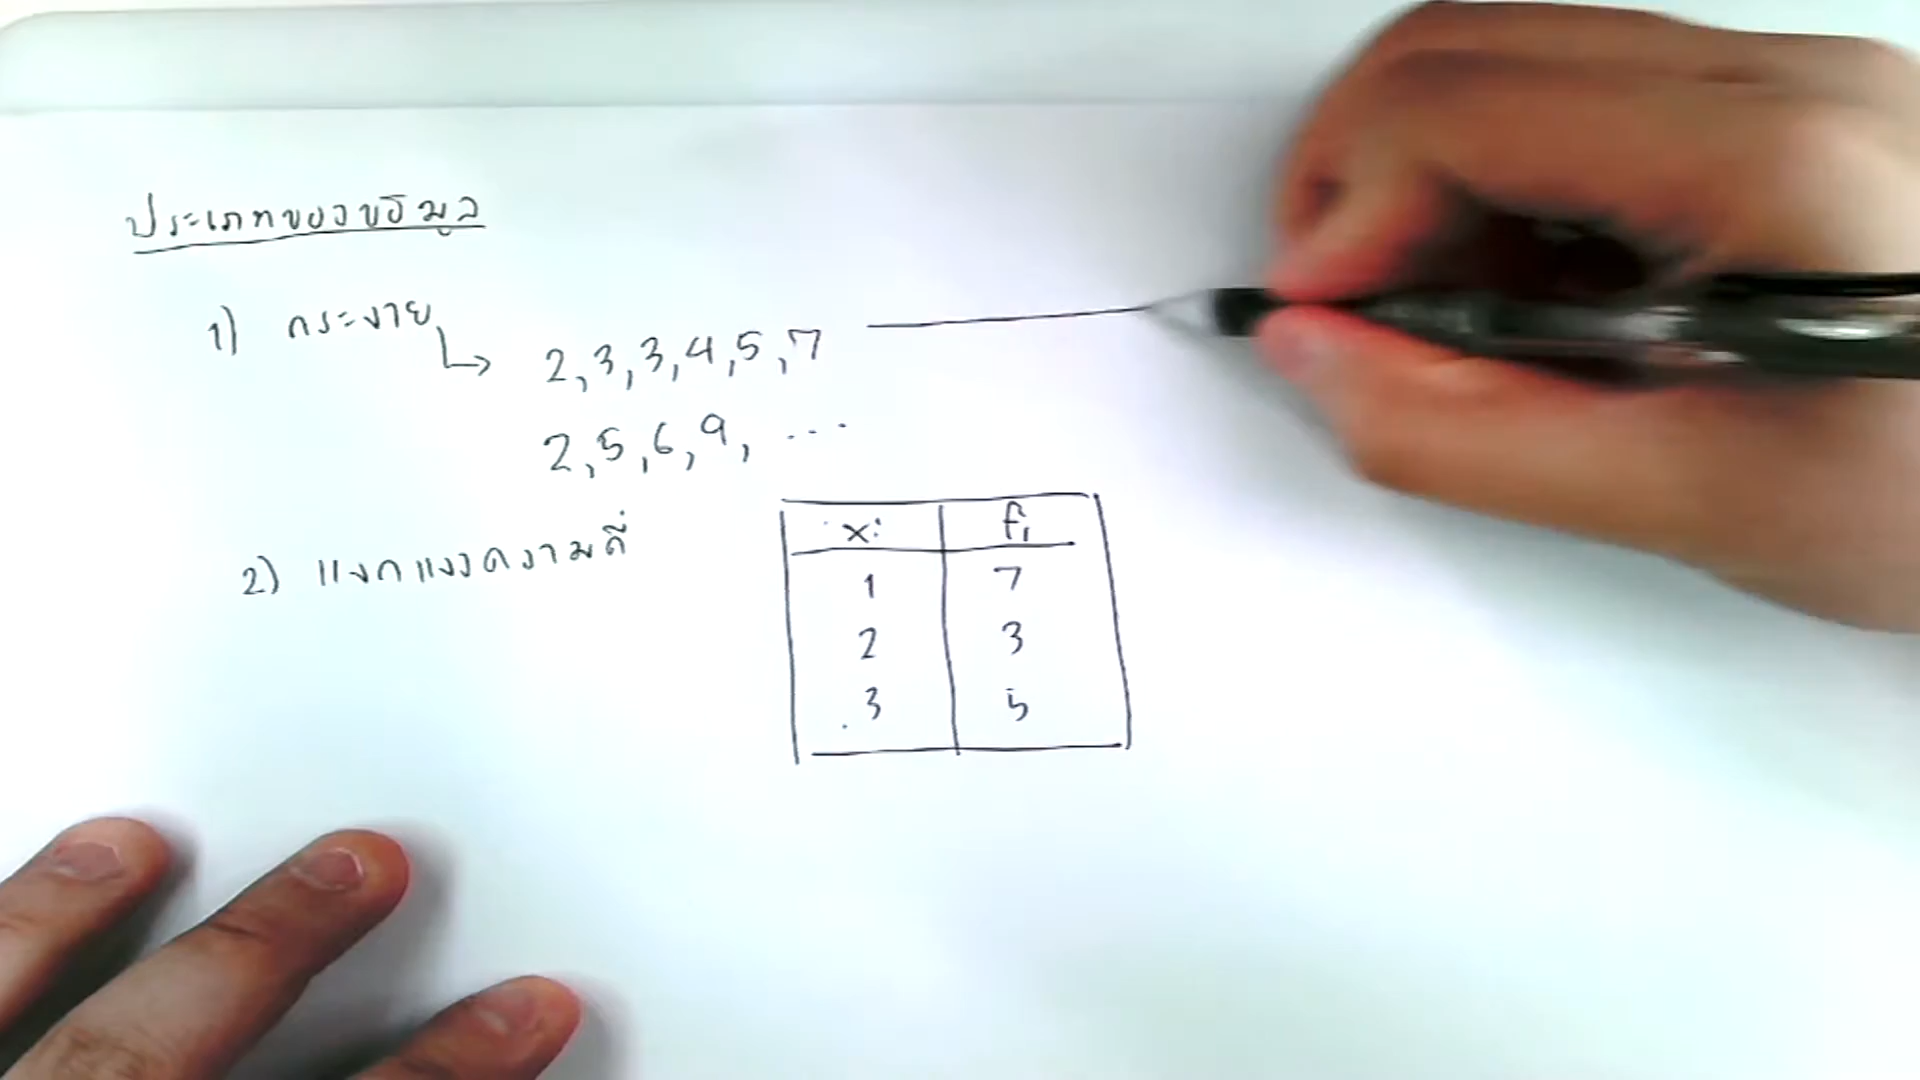 ประเภทของข้อมูล
1) กระจาย
2,3,3,4,5,7
2,5,6,9, ...
2) แจกแจงความถี่
xi fi
1 7
2 3
3 5